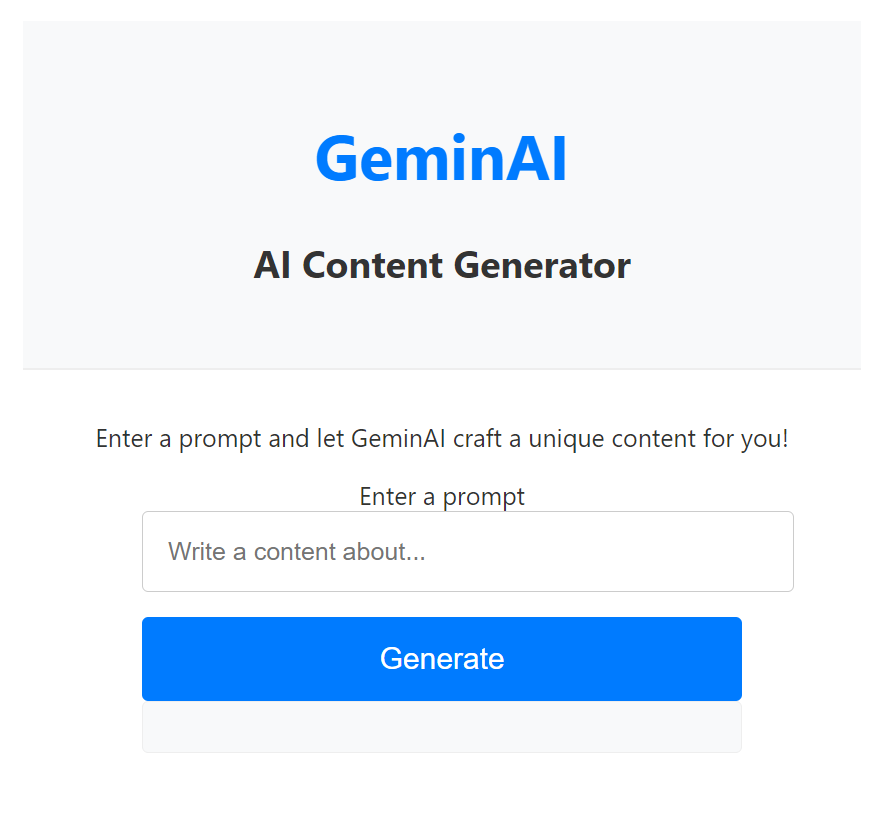 GeminAI
AI Content Generator
Enter a prompt and let GeminAI craft a unique content for you!
Enter a prompt
Write a content about...
Generate